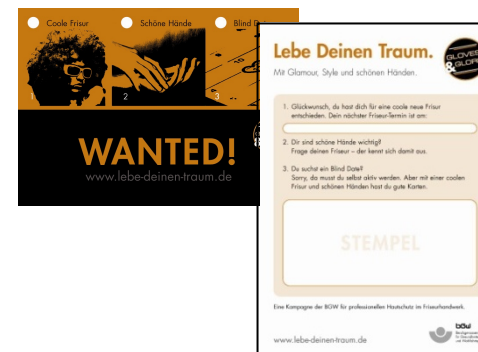 Coole Frisur
Schöne Hände
Blind
1
2
3
WANTED!
www.lebe-deinen-traum.de
Lebe Deinen Traum.
GLOVES
&GLORY
Mit Glamour, Style und schönen Händen.
1. Glückwunsch, du hast dich für eine coole neue Frisur
entschieden. Dein nächster Friseur-Termin ist am:
2. Dir sind schöne Hände wichtig?
Frage deinen Friseur – der kennt sich damit aus.
3. Du suchst ein Blind Date?
Sorry, da musst du selbst aktiv werden. Aber mit einer coolen
Frisur und schönen Händen hast du gute Karten.
STEMPEL
Eine Kampagne der BGW für professionellen Hautschutz im Friseurhandwerk.
www.lebe-deinen-traum.de
BGW